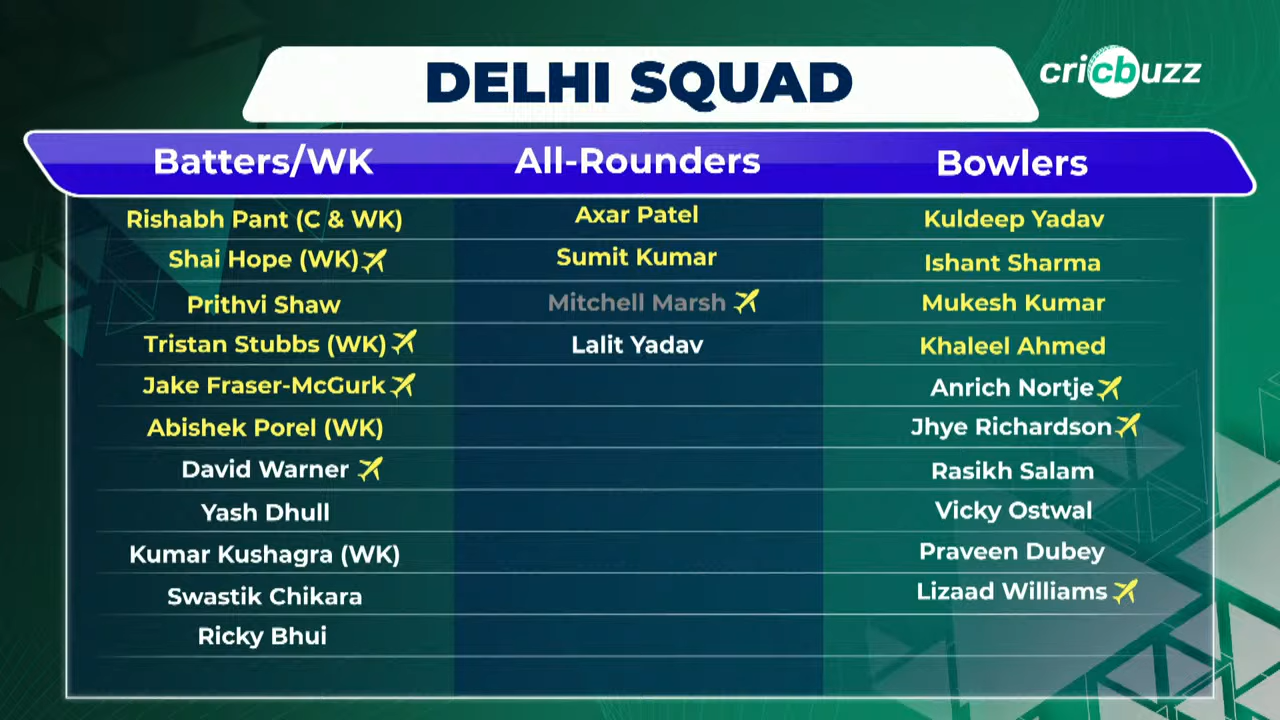 DELHI SQUAD
cricbuzz
Batters/WK
All-Rounders
Bowlers
Rishabh Pant (C & WK)
Axar Patel
Kuldeep Yadav
Shai Hope (WK)
Sumit Kumar
Ishant Sharma
Prithvi Shaw
Mitchell Marsh
Mukesh Kumar
Tristan Stubbs (WK)
Lalit Yadav
Khaleel Ahmed
Jake Fraser-McGurk
Anrich Nortje
Abishek Porel (WK)
Jhye Richardson
David Warner
Rasikh Salam
Yash Dhull
Vicky Ostwal
Kumar Kushagra (WK)
Praveen Dubey
Swastik Chikara
Lizaad Williams
Ricky Bhui